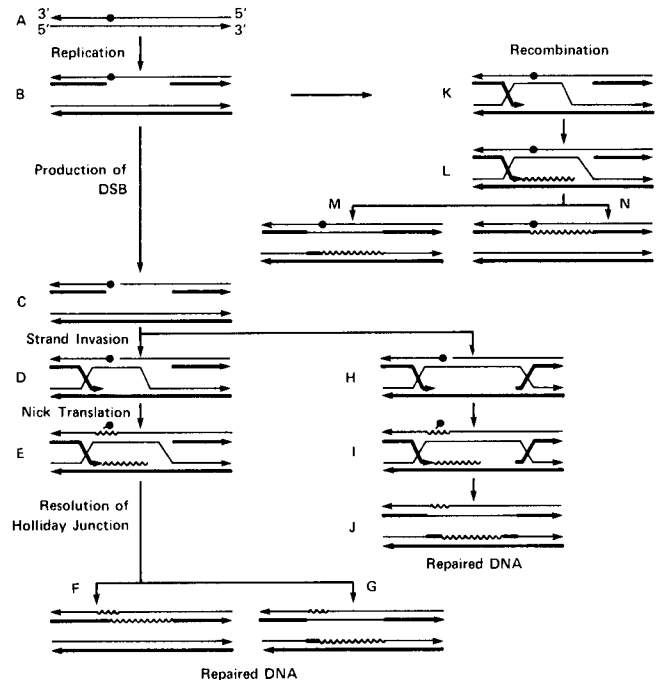 A
3'
5'
5'
3'
Replication
Recombination
B
K
Production of
DSB
L
M
N
C
Strand Invasion
D
H
Nick Translation
E
I
Resolution of
Holliday Junction
J
Repaired DNA
F
G
Repaired DNA